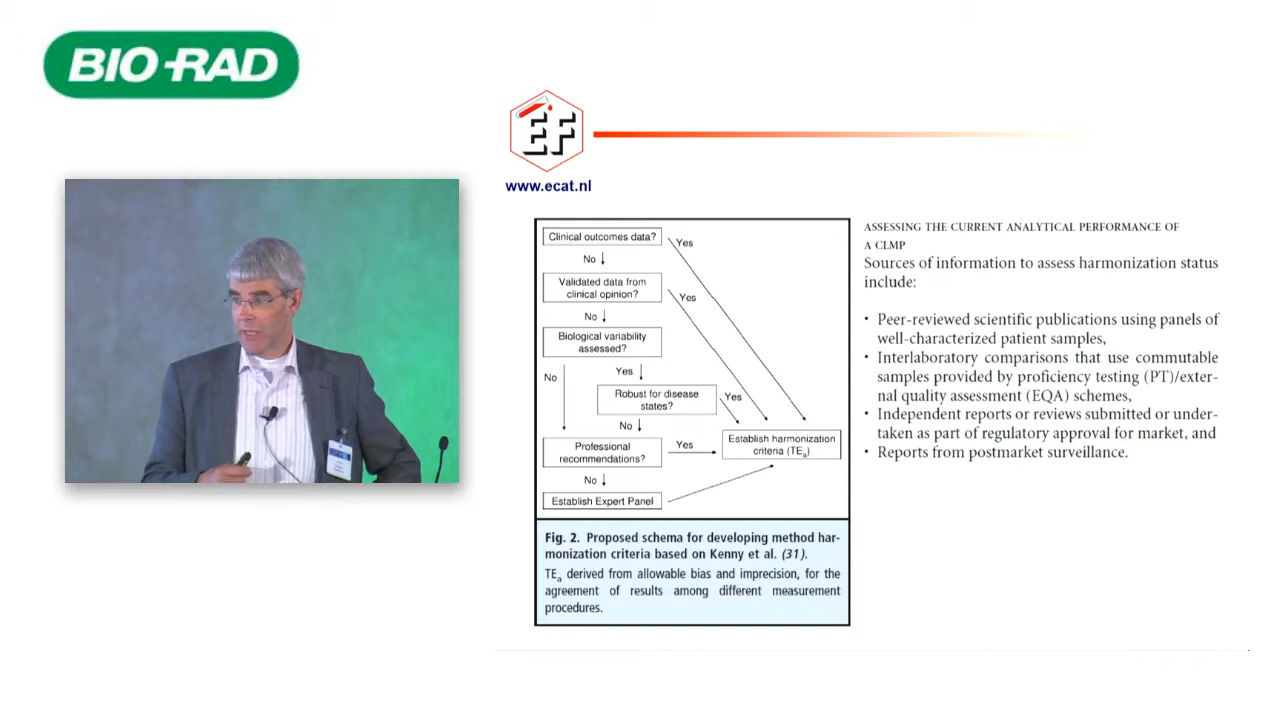 BIO-RAD
EF
www.ecat.nl
Clinical outcomes data?
Yes
No
Validated data from
clinical opinion?
Yes
No
Biological variability
assessed?
No
Yes
Robust for disease
states?
Yes
No
Professional
recommendations?
Yes
Establish harmonization
criteria (TEa)
No
Establish Expert Panel
Fig. 2. Proposed schema for developing method har-
monization criteria based on Kenny et al. (31).
TEa derived from allowable bias and imprecision, for the
agreement of results among different measurement
procedures.
ASSESSING THE CURRENT ANALYTICAL PERFORMANCE OF
A CLMP
Sources of information to assess harmonization status
include:
• Peer-reviewed scientific publications using panels of
well-characterized patient samples,
• Interlaboratory comparisons that use commutable
samples provided by proficiency testing (PT)/exter-
nal quality assessment (EQA) schemes,
• Independent reports or reviews submitted or under-
taken as part of regulatory approval for market, and
• Reports from postmarket surveillance.